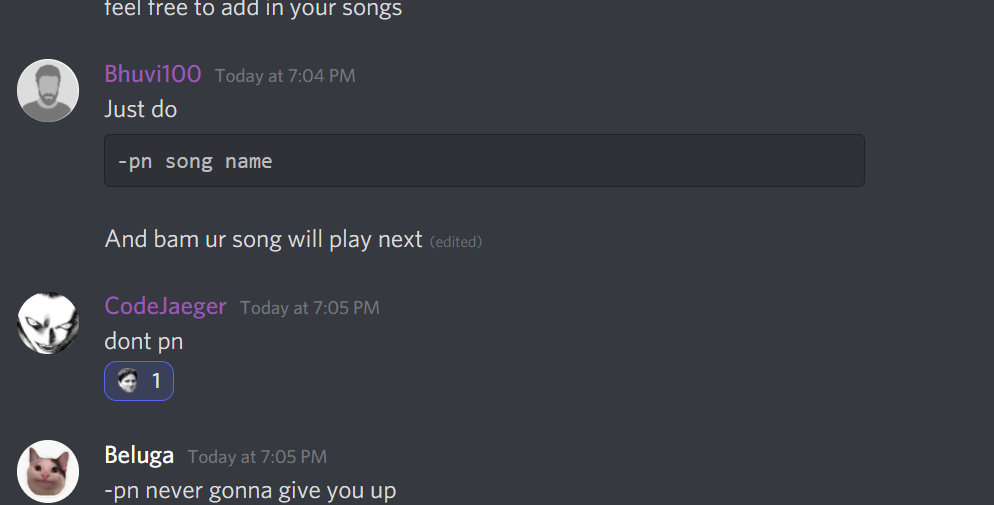 feel free to add in your songs
Bhuvi100 Today at 7:04 PM
Just do
-pn song name
And bam ur song will play next (edited)
CodeJaeger Today at 7:05 PM
dont pn
1
Beluga Today at 7:05 PM
-pn never gonna give you up